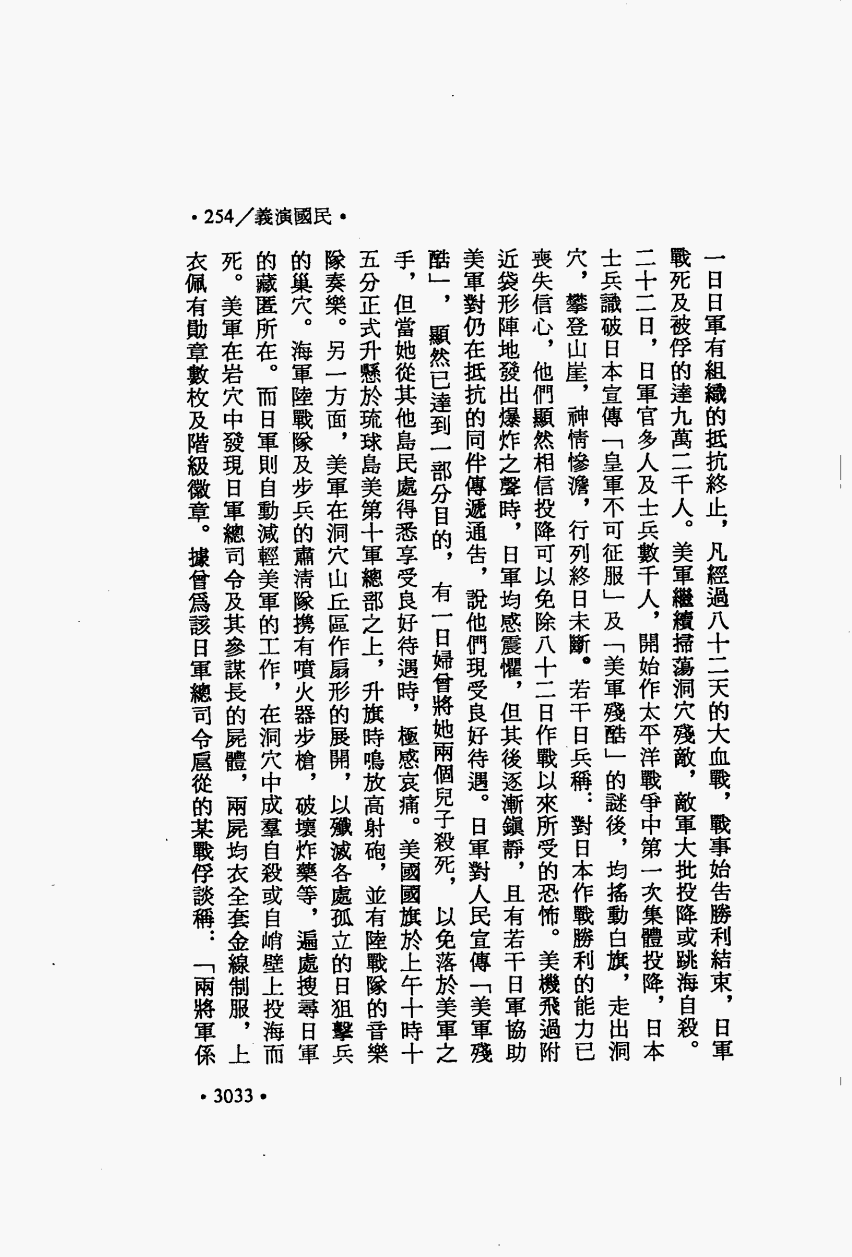 •254／義演國民•
一日日軍有組織的抵抗終止，凡經過八十二天的大血戰，戰事始告勝利結束，日軍
戰死及被俘的達九萬二千人。美軍繼續掃蕩洞穴殘敵，敵軍大批投降或跳海自殺。
二十二日，日軍官多人及士兵數千人，開始作太平洋戰爭中第一次集體投降，日本
士兵識破日本宣傳「皇軍不可征服」及「美軍殘酷」的謎後，均搖動白旗，走出洞
穴，攀登山崖，神情慘澹，行列終日未斷。若干日兵稱：對日本作戰勝利的能力已
喪失信心，他們顯然相信投降可以免除八十二日作戰以來所受的恐怖。美機飛過附
近袋形陣地發出爆炸之聲時，日軍均感震懼，但其後逐漸鎮靜，且有若干日軍協助
美軍對仍在抵抗的同伴傳遞通告，說他們現受良好待遇。日軍對人民宣傳「美軍殘
酷」，顯然已達到一部分目的，有一日婦曾將她兩個兒子殺死，以免落於美軍之
手，但當她從其他島民處得悉享受良好待遇時，極感哀痛。美國國旗於上午十時十
五分正式升懸於琉球島美第十軍總部之上，升旗時鳴放高射砲，並有陸戰隊的音樂
隊奏樂。另一方面，美軍在洞穴山丘區作扇形的展開，以殲滅各處孤立的日狙擊兵
的巢穴。海軍陸戰隊及步兵的肅清隊携有噴火器步槍，破壞炸藥等，遍處搜尋日軍
的藏匿所在。而日軍則自動減輕美軍的工作，在洞穴中成羣自殺或自峭壁上投海而
死。美軍在岩穴中發現日軍總司令及其參謀長的屍體，兩屍均衣全套金線制服，上
衣佩有勛章數枚及階級徽章。據曾爲該日軍總司令扈從的某戰俘談稱：「兩將軍係
•3033•